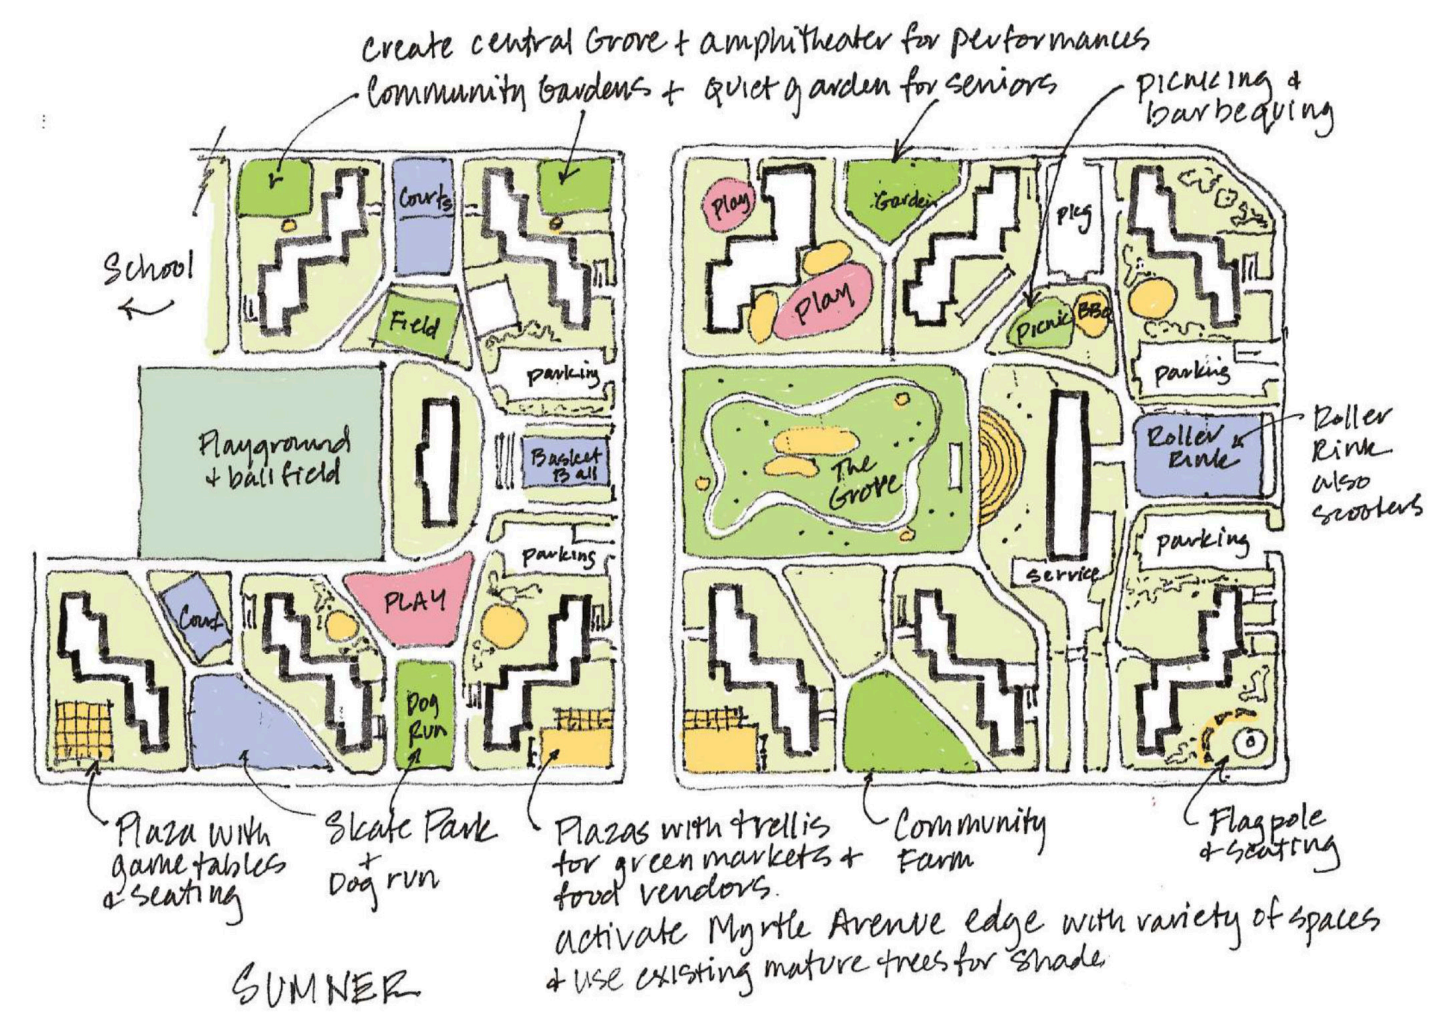 Create central Grove + amphitheater for performances
Community Gardens + Quiet garden for seniors
picnicing &
barbequing
School
Courts
Field
parking
Playground
+ ballfield
Basket
Ball
parking
Court
PLAY
Dog
Run
Play
Garden
pkg
Play
Picnic
BBQ
parking
The
Grove
Roller
Rink
Roller
Rink
also
scooters
parking
service
Plaza with
game tables
& seating
Skate Park
+
Dog run
Plazas with trellis
for green markets +
food vendors.
activate Myrtle Avenue edge with variety of spaces
+ use existing mature trees for shade
Community
Farm
Flagpole
& seating
SUMNER